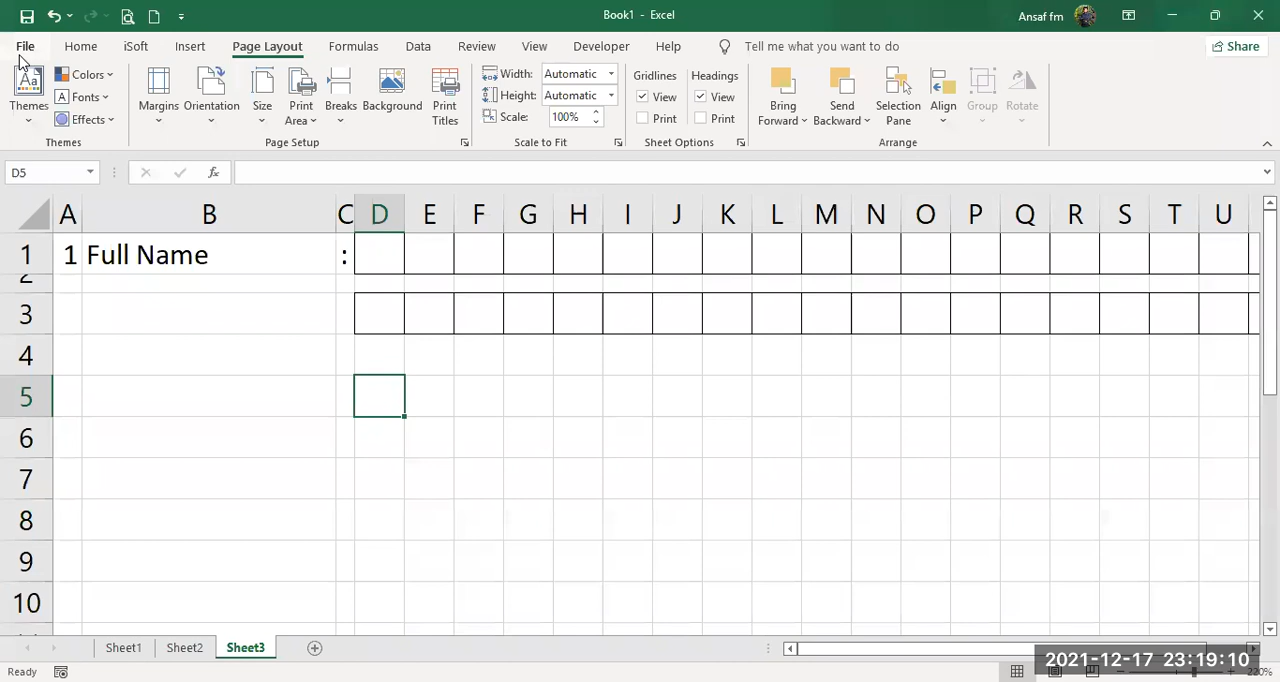 Book1 - Excel
Ansaf fm
File Home iSoft Insert Page Layout Formulas Data Review View Developer Help Tell me what you want to do Share
Themes Colors Fonts Effects Margins Orientation Size Print Area Breaks Background Print Titles Width: Automatic Height: Automatic Scale: 100% Gridlines View Print Headings View Print Bring Forward Send Backward Selection Pane Align Group Rotate
Themes Page Setup Scale to Fit Sheet Options Arrange
D5 fx
A B C D E F G H I J K L M N O P Q R S T U
1 1 Full Name :
2
3
4
5
6
7
8
9
10
Sheet1 Sheet2 Sheet3
2021-12-17 23:19:10
Ready 220%